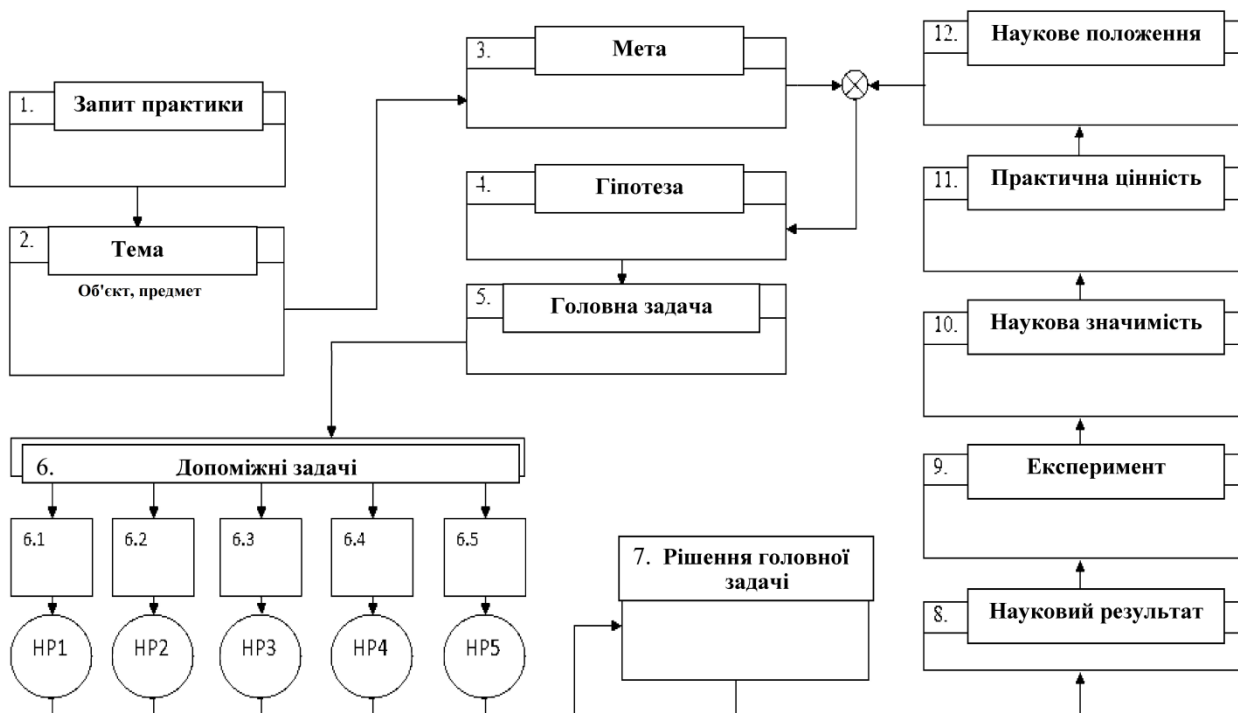 1. Запит практики
2. Тема
Об'єкт, предмет
3. Мета
4. Гіпотеза
5. Головна задача
6. Допоміжні задачі
6.1
6.2
6.3
6.4
6.5
НР1
НР2
НР3
НР4
НР5
7. Рішення головної
задачі
8. Науковий результат
9. Експеримент
10. Наукова значимість
11. Практична цінність
12. Наукове положення